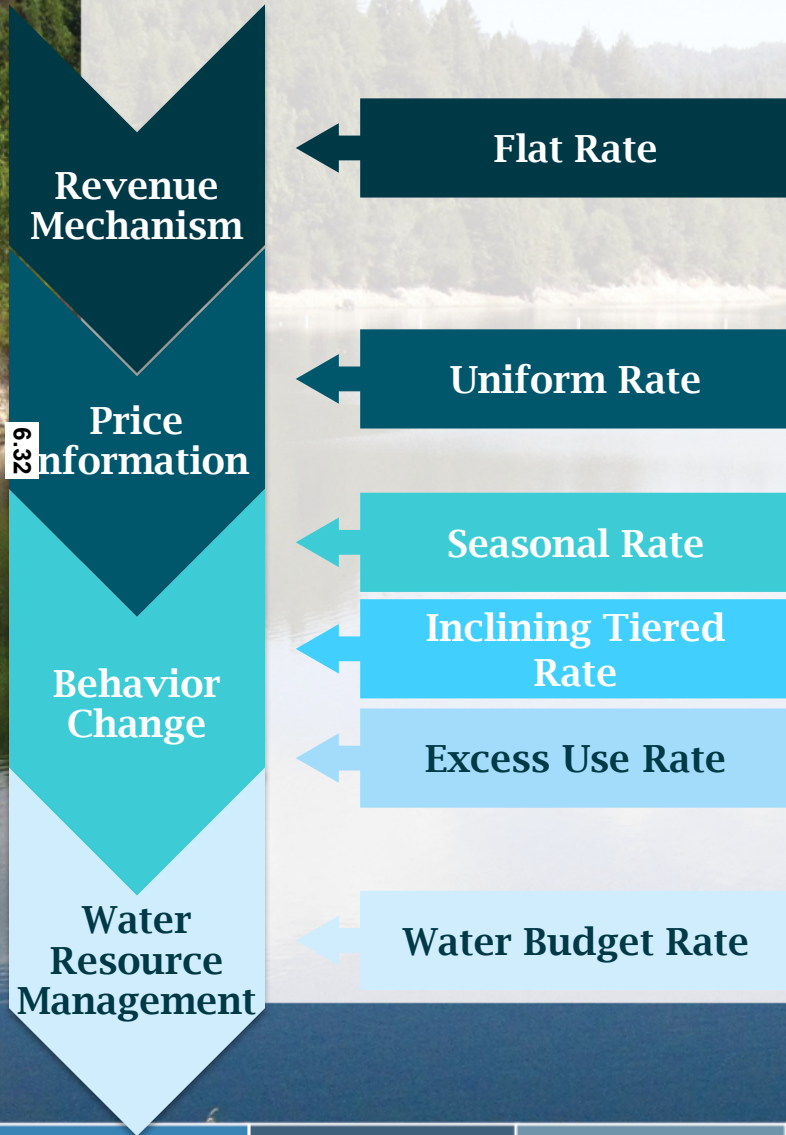 Revenue
Mechanism
Flat Rate
Price
nformation
6.32
Uniform Rate
Behavior
Change
Seasonal Rate
Inclining Tiered
Rate
Excess Use Rate
Water
Resource
Management
Water Budget Rate